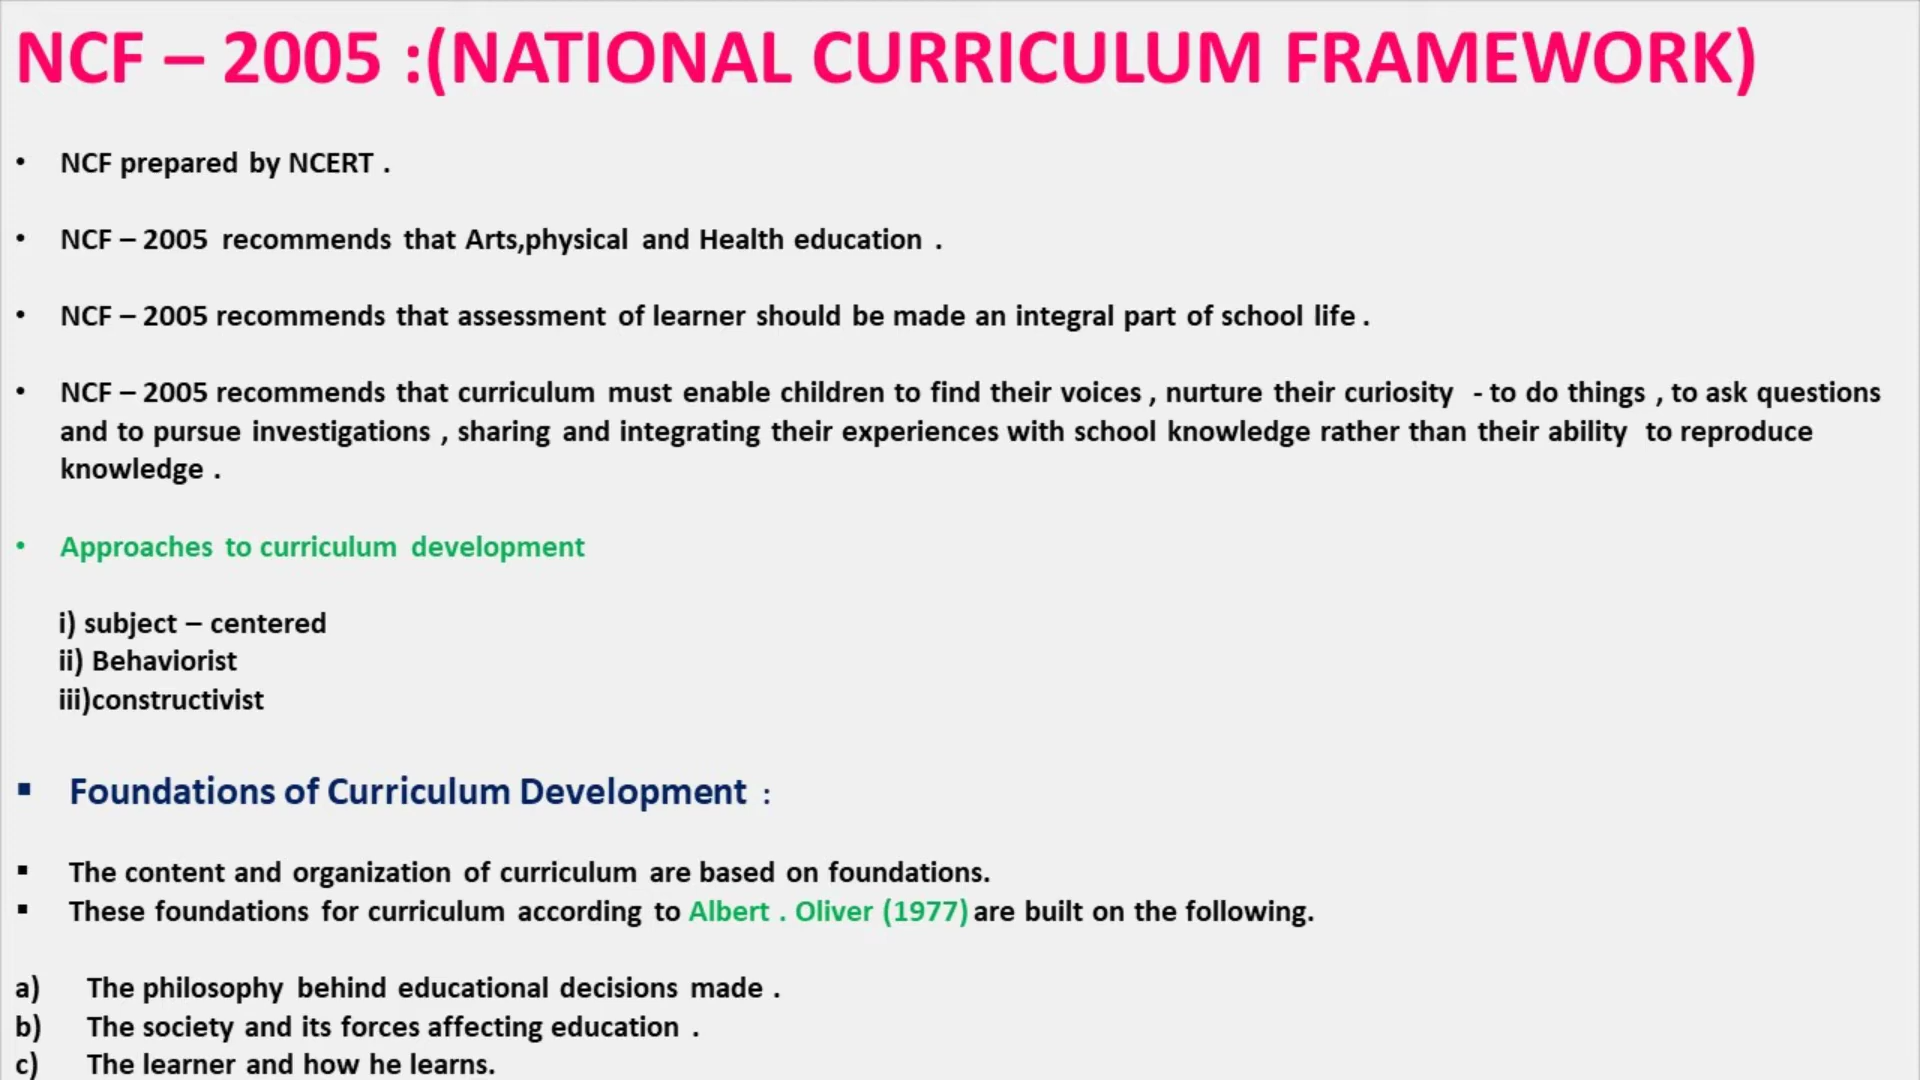 NCF – 2005 :(NATIONAL CURRICULUM FRAMEWORK)
• NCF prepared by NCERT .
• NCF – 2005 recommends that Arts,physical and Health education .
• NCF – 2005 recommends that assessment of learner should be made an integral part of school life .
• NCF – 2005 recommends that curriculum must enable children to find their voices , nurture their curiosity - to do things , to ask questions
and to pursue investigations , sharing and integrating their experiences with school knowledge rather than their ability to reproduce
knowledge .
• Approaches to curriculum development
i) subject – centered
ii) Behaviorist
iii)constructivist
▪ Foundations of Curriculum Development :
▪ The content and organization of curriculum are based on foundations.
▪ These foundations for curriculum according to Albert . Oliver (1977) are built on the following.
a) The philosophy behind educational decisions made .
b) The society and its forces affecting education .
c) The learner and how he learns.